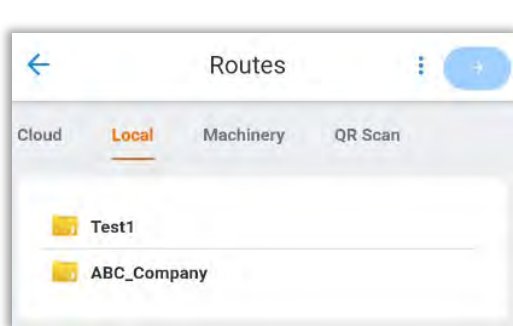 Routes
Cloud Local Machinery QR Scan
Test1
ABC_Company